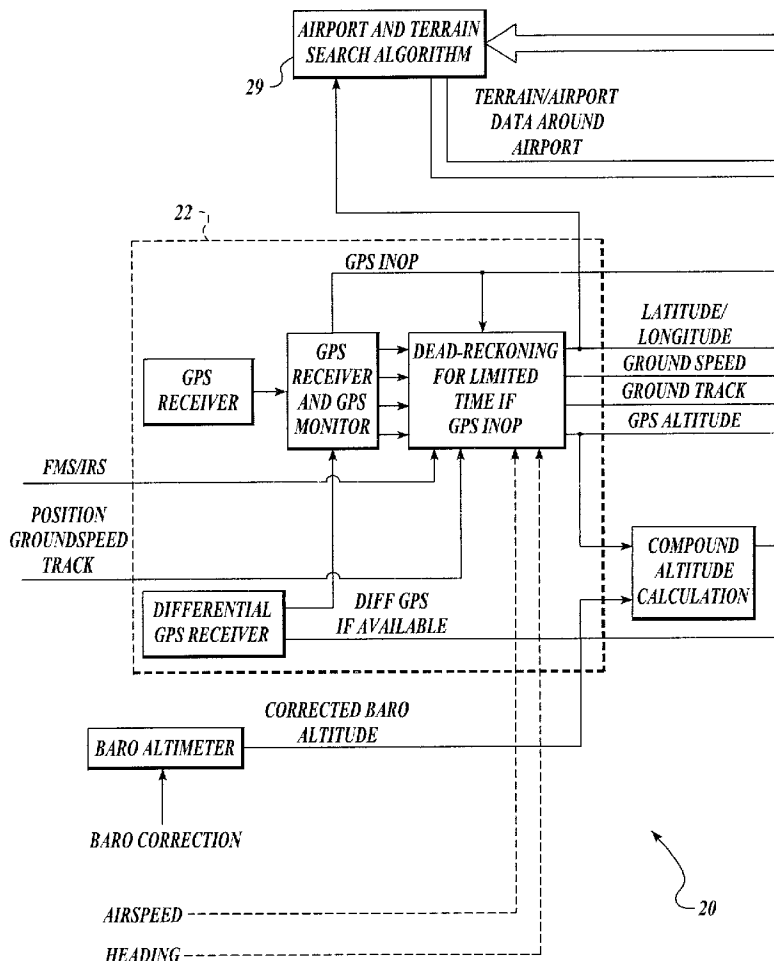 AIRPORT AND TERRAIN
SEARCH ALGORITHM
29
TERRAIN/AIRPORT
DATA AROUND
AIRPORT
22
GPS INOP
LATITUDE/
LONGITUDE
GROUND SPEED
GROUND TRACK
GPS ALTITUDE
GPS
RECEIVER
GPS
RECEIVER
AND GPS
MONITOR
DEAD-RECKONING
FOR LIMITED
TIME IF
GPS INOP
FMS/IRS
POSITION
GROUNDSPEED
TRACK
COMPOUND
ALTITUDE
CALCULATION
DIFFERENTIAL
GPS RECEIVER
DIFF GPS
IF AVAILABLE
CORRECTED BARO
ALTITUDE
BARO ALTIMETER
BARO CORRECTION
20
AIRSPEED
HEADING